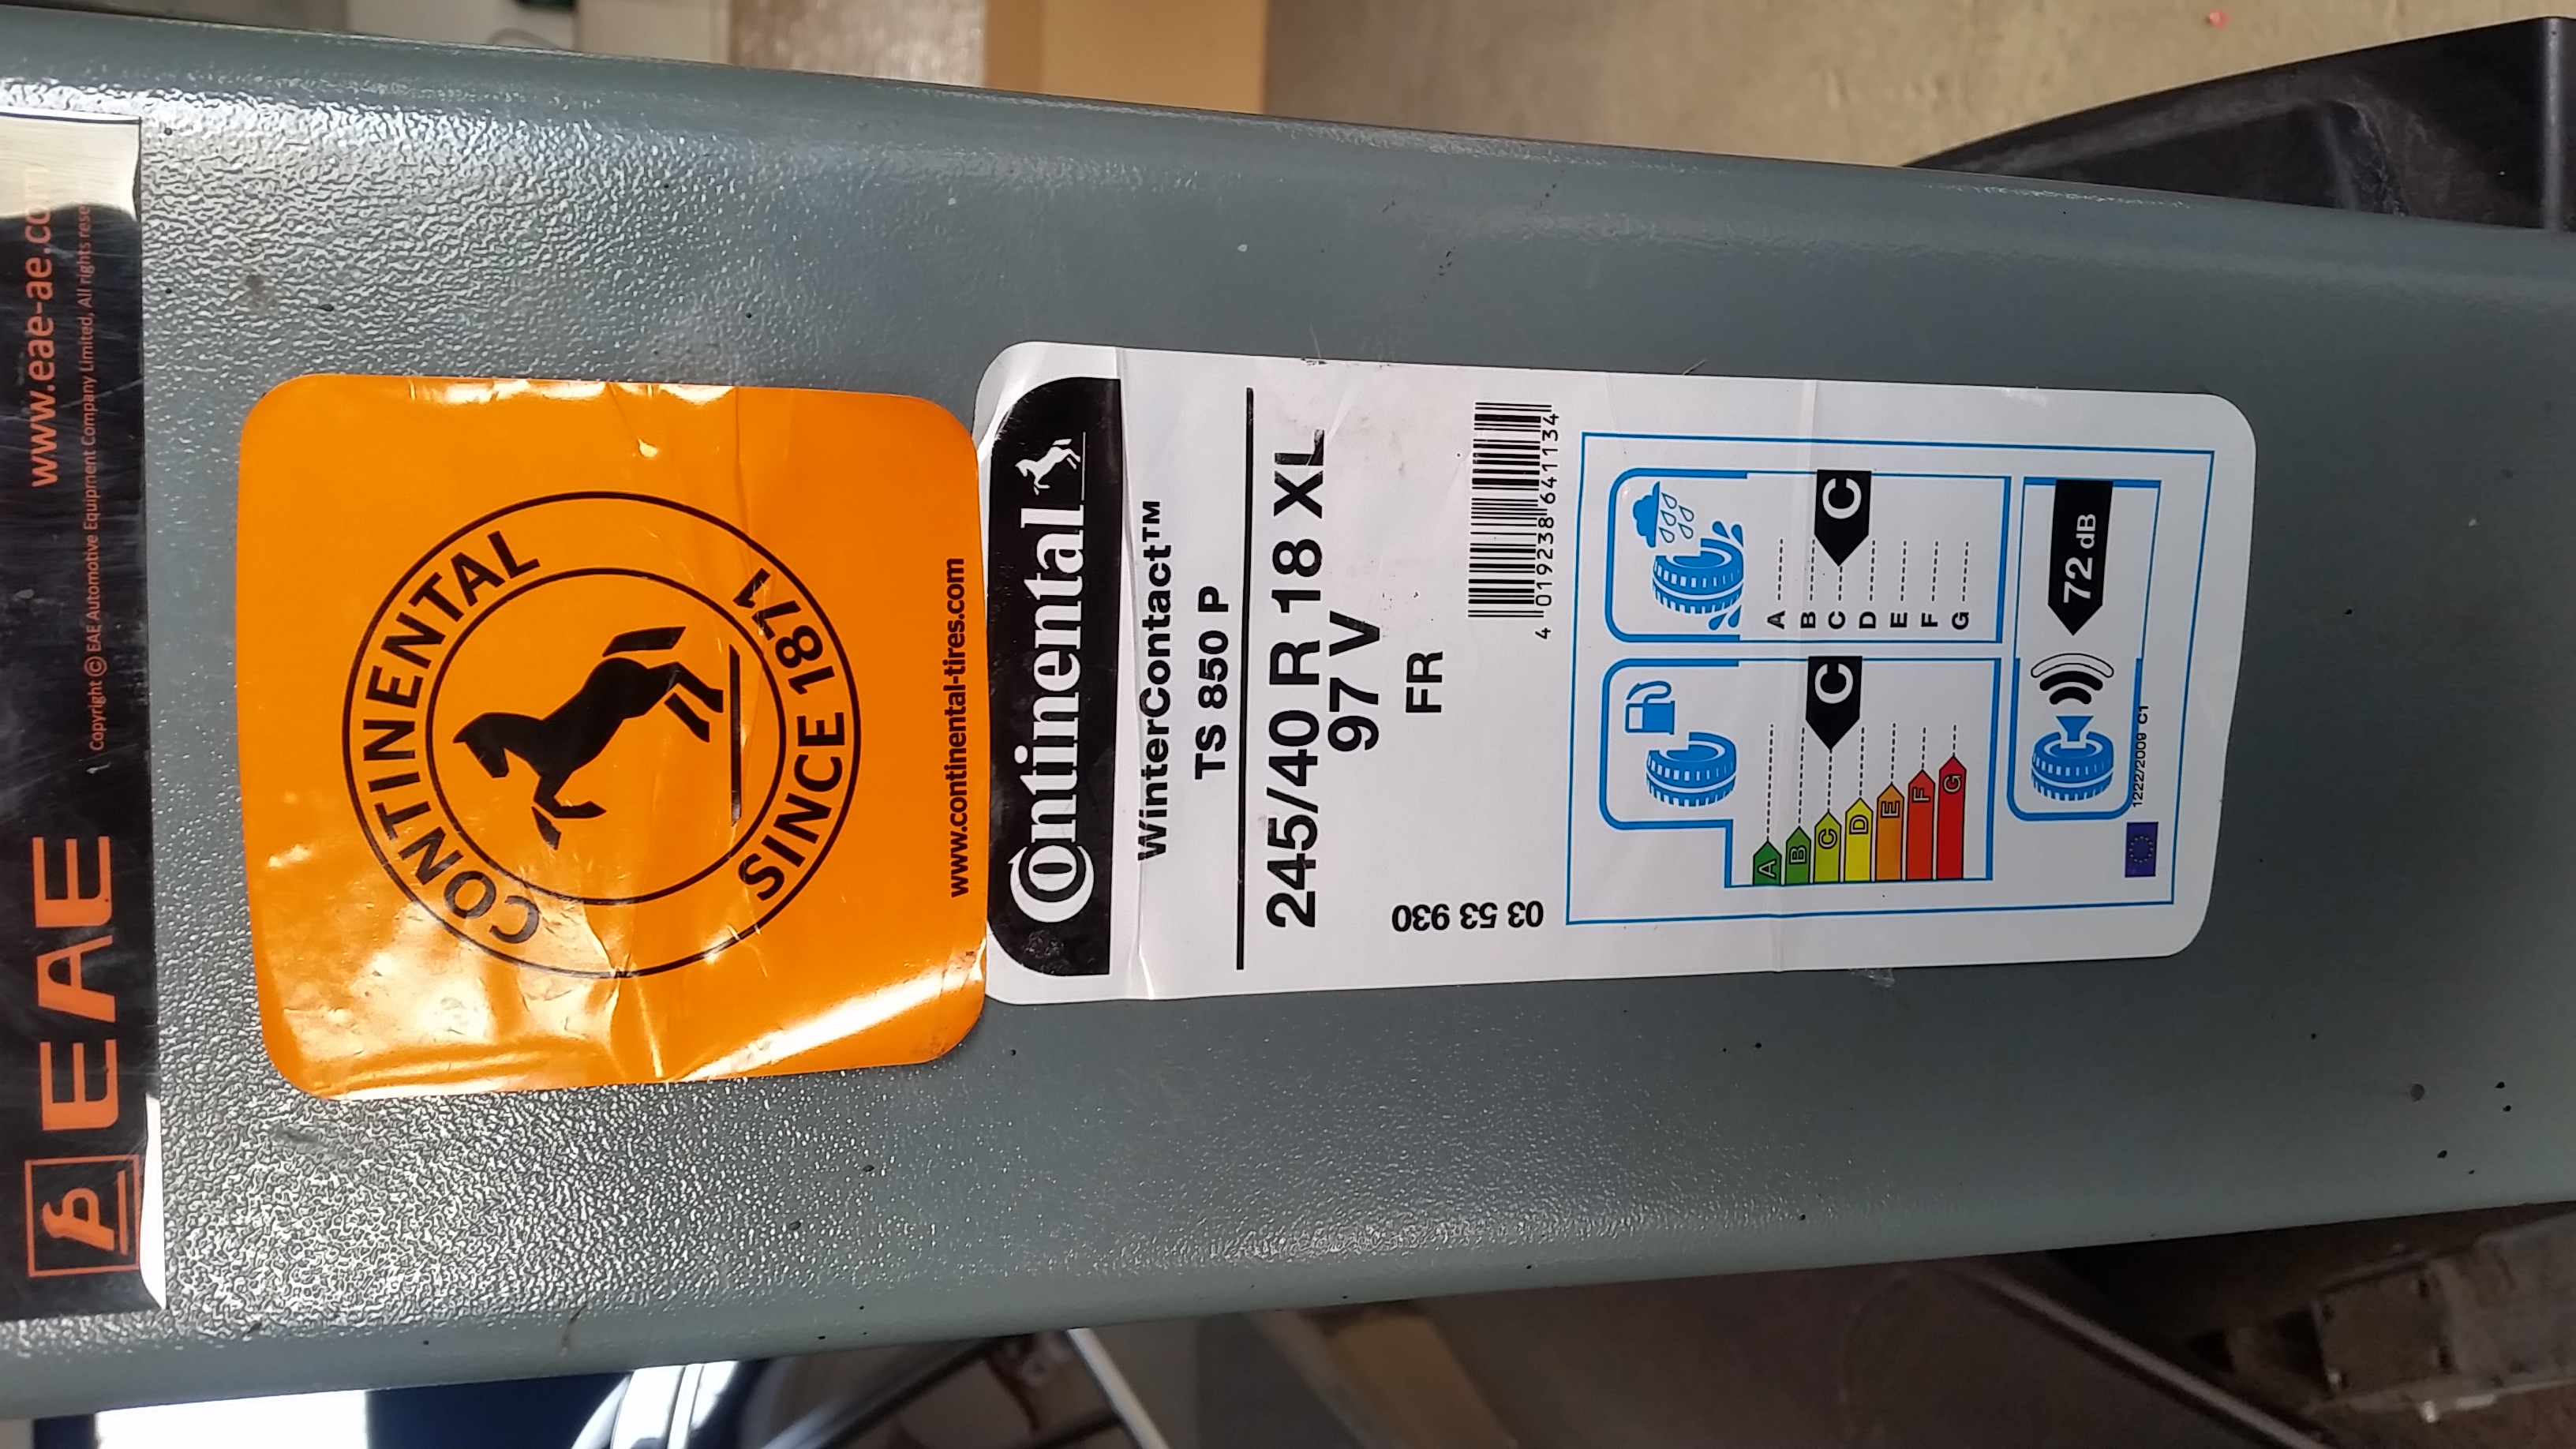 EAE
www.eae-ae.com
Copyright © EAE Automotive Equipment Company Limited, All rights rese
CONTINENTAL
SINCE 1871
www.continental-tires.com
Continental
WinterContact™
TS 850 P
245/40 R 18 XL
97 V
FR
03 53 930
4 019238 641134
A
B
C
D
E
F
G
C
A
B
C
D
E
F
G
C
72 dB
1222/2009 C1